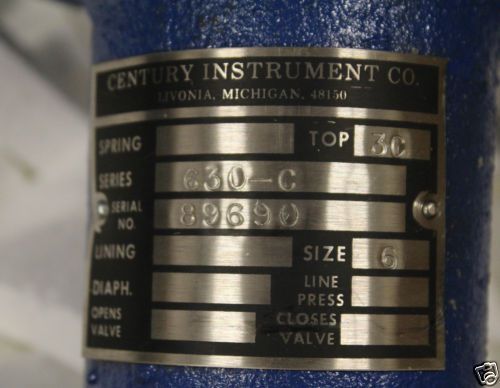 CENTURY INSTRUMENT CO.
LIVONIA, MICHIGAN, 48150
SPRING TOP 30
SERIES 630-C
SERIAL NO. 89690
LINING SIZE 6
DIAPH. LINE PRESS
OPENS VALVE CLOSES VALVE